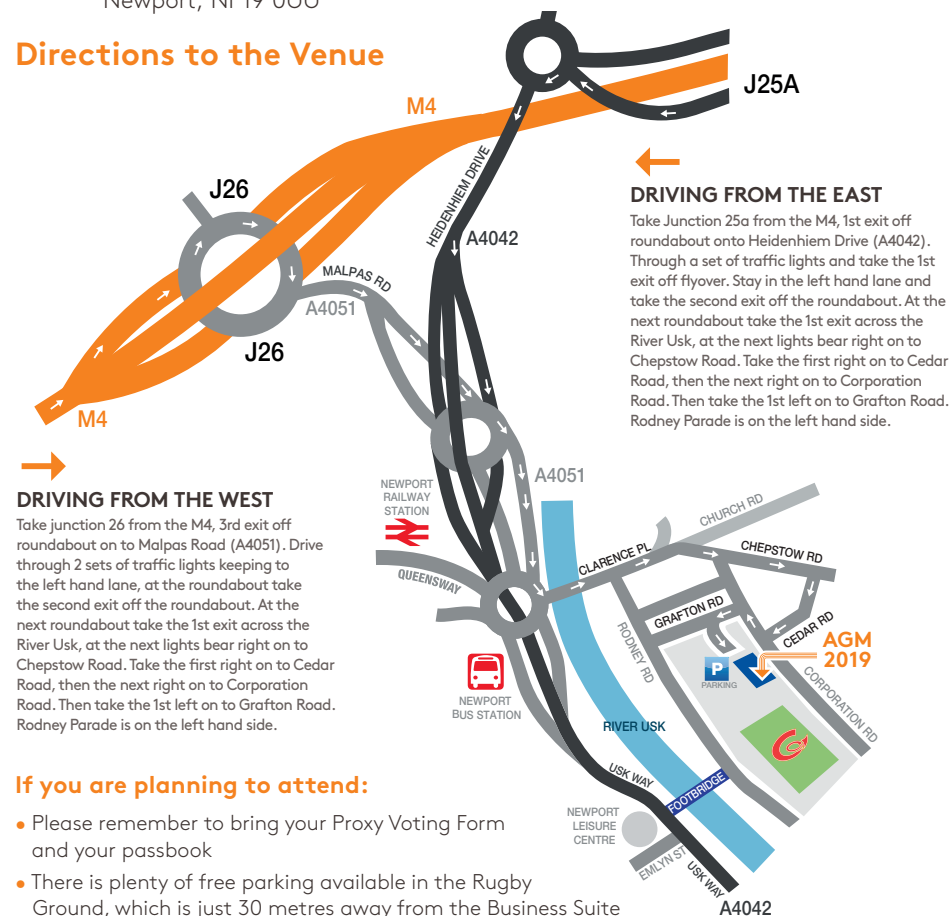 Newport, NP19 0UU
Directions to the Venue
J25A
M4
J26
HEIDENHIEM DRIVE
DRIVING FROM THE EAST
Take Junction 25a from the M4, 1st exit off
roundabout onto Heidenhiem Drive (A4042).
Through a set of traffic lights and take the 1st
exit off flyover. Stay in the left hand lane and
take the second exit off the roundabout. At the
next roundabout take the 1st exit across the
River Usk, at the next lights bear right on to
Chepstow Road. Take the first right on to Cedar
Road, then the next right on to Corporation
Road. Then take the 1st left on to Grafton Road.
Rodney Parade is on the left hand side.
A4042
MALPAS RD
A4051
J26
M4
DRIVING FROM THE WEST
Take junction 26 from the M4, 3rd exit off
roundabout on to Malpas Road (A4051). Drive
through 2 sets of traffic lights keeping to
the left hand lane, at the roundabout take
the second exit off the roundabout. At the
next roundabout take the 1st exit across the
River Usk, at the next lights bear right on to
Chepstow Road. Take the first right on to Cedar
Road, then the next right on to Corporation
Road. Then take the 1st left on to Grafton Road.
Rodney Parade is on the left hand side.
A4051
NEWPORT
RAILWAY
STATION
CHURCH RD
CLARENCE PL
CHEPSTOW RD
QUEENSWAY
GRAFTON RD
RODNEY RD
CEDAR RD
AGM
2019
P
PARKING
CORPORATION RD
NEWPORT
BUS STATION
RIVER USK
USK WAY
FOOTBRIDGE
NEWPORT
LEISURE
CENTRE
EMLYN ST
USK WAY
A4042
If you are planning to attend:
• Please remember to bring your Proxy Voting Form
and your passbook
• There is plenty of free parking available in the Rugby
Ground, which is just 30 metres away from the Business Suite